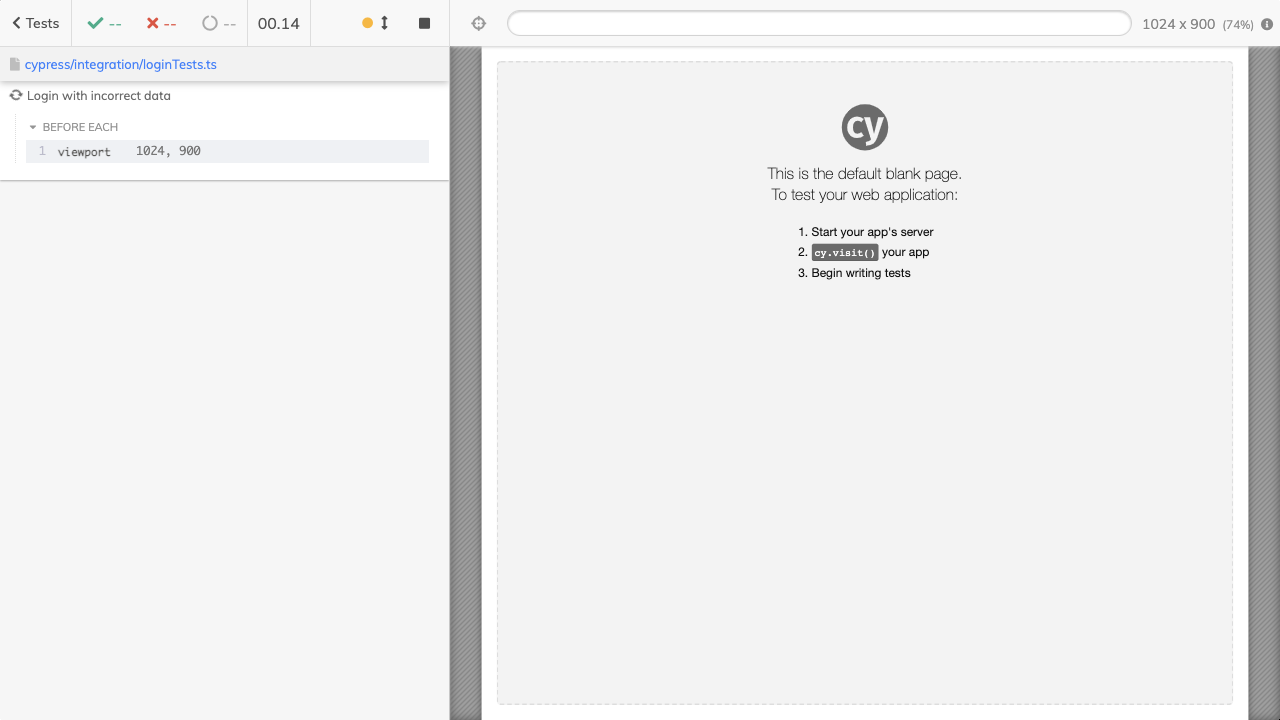 Tests
--
--
--
00.14
1024 x 900 (74%)
cypress/integration/loginTests.ts
Login with incorrect data
BEFORE EACH
1 viewport 1024, 900
cy
This is the default blank page.
To test your web application:
1. Start your app's server
2. cy.visit() your app
3. Begin writing tests